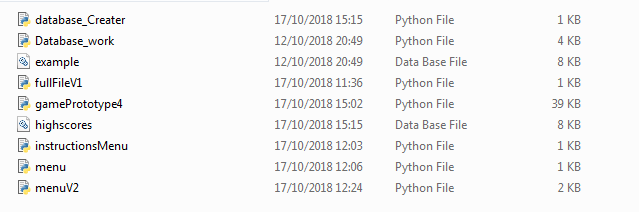 database_Creater 17/10/2018 15:15 Python File 1 KB
Database_work 12/10/2018 20:49 Python File 4 KB
example 12/10/2018 20:49 Data Base File 8 KB
fullFileV1 17/10/2018 11:36 Python File 1 KB
gamePrototype4 17/10/2018 15:02 Python File 39 KB
highscores 17/10/2018 15:15 Data Base File 8 KB
instructionsMenu 17/10/2018 12:03 Python File 1 KB
menu 17/10/2018 12:06 Python File 1 KB
menuV2 17/10/2018 12:24 Python File 2 KB